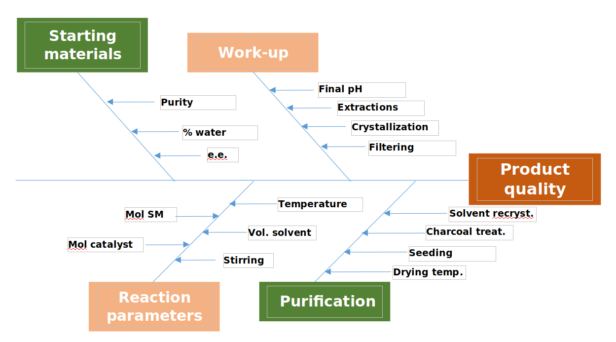 Starting
materials
Work-up
Final pH
Purity
Extractions
% water
Crystallization
e.e.
Filtering
Product
quality
Temperature
Mol SM
Solvent recryst.
Vol. solvent
Charcoal treat.
Mol catalyst
Seeding
Stirring
Drying temp.
Reaction
parameters
Purification